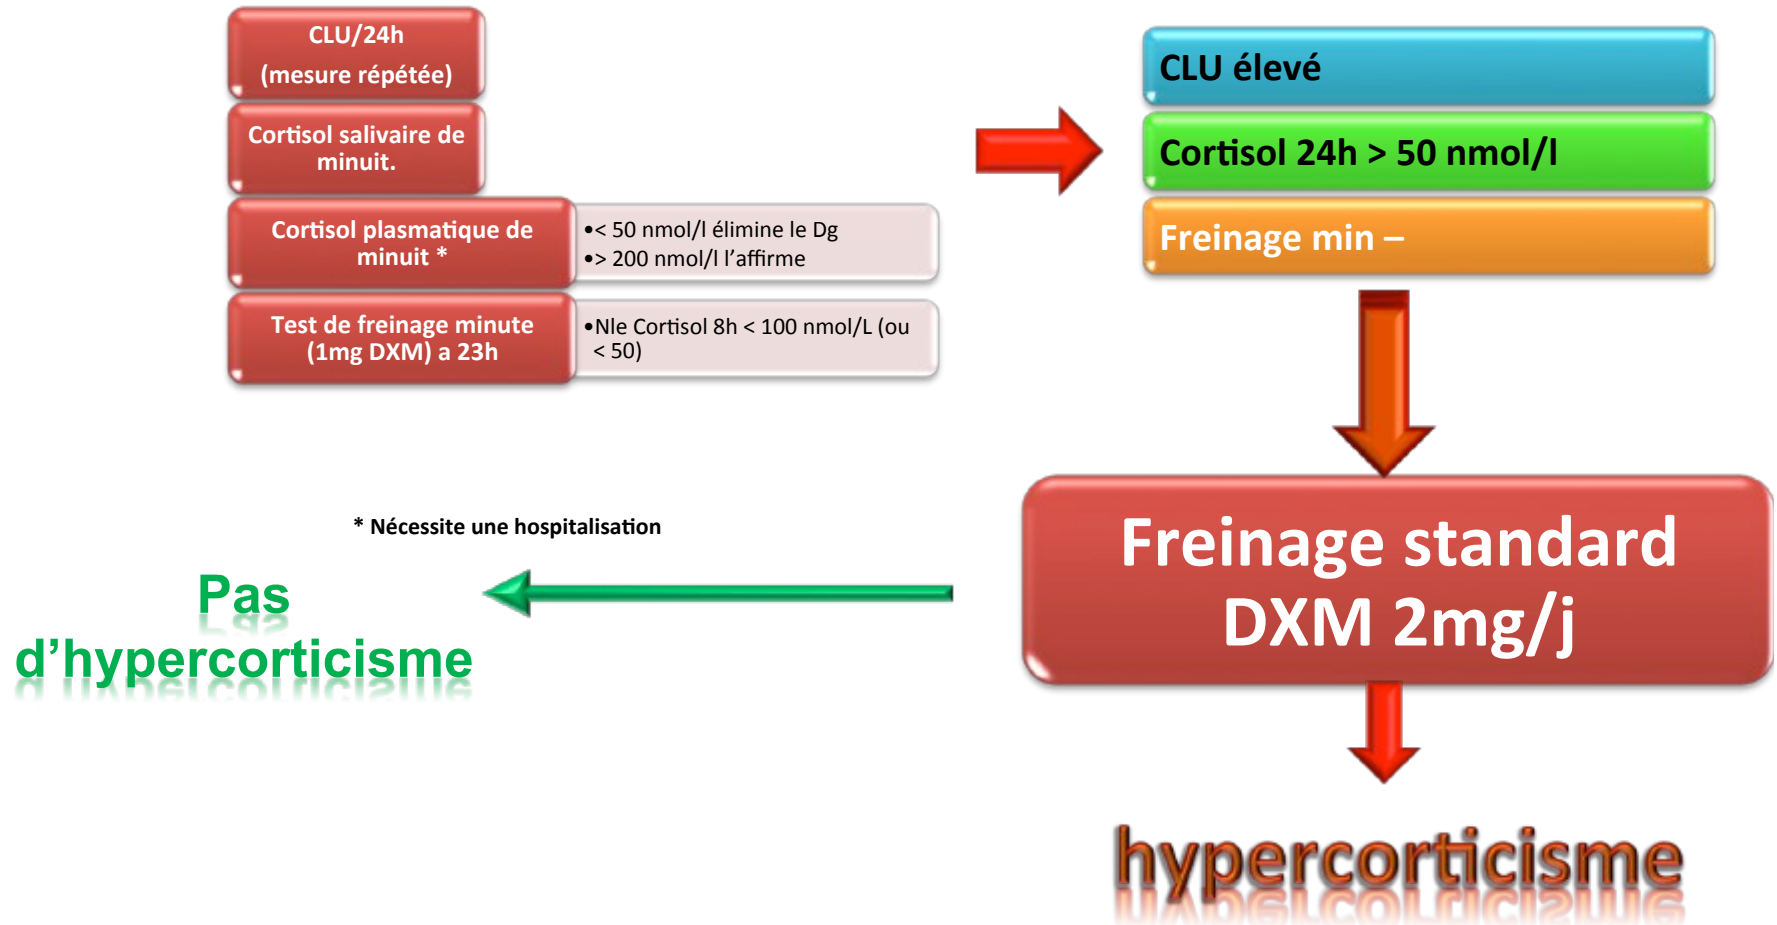 CLU/24h
(mesure répétée)
Cortisol salivaire de
minuit.
Cortisol plasmatique de
minuit *
•< 50 nmol/l élimine le Dg
•> 200 nmol/l l’affirme
Test de freinage minute
(1mg DXM) a 23h
•Nle Cortisol 8h < 100 nmol/L (ou
< 50)
CLU élevé
Cortisol 24h > 50 nmol/l
Freinage min –
Freinage standard
DXM 2mg/j
* Nécessite une hospitalisation
Pas
d’hypercorticisme
hypercorticisme